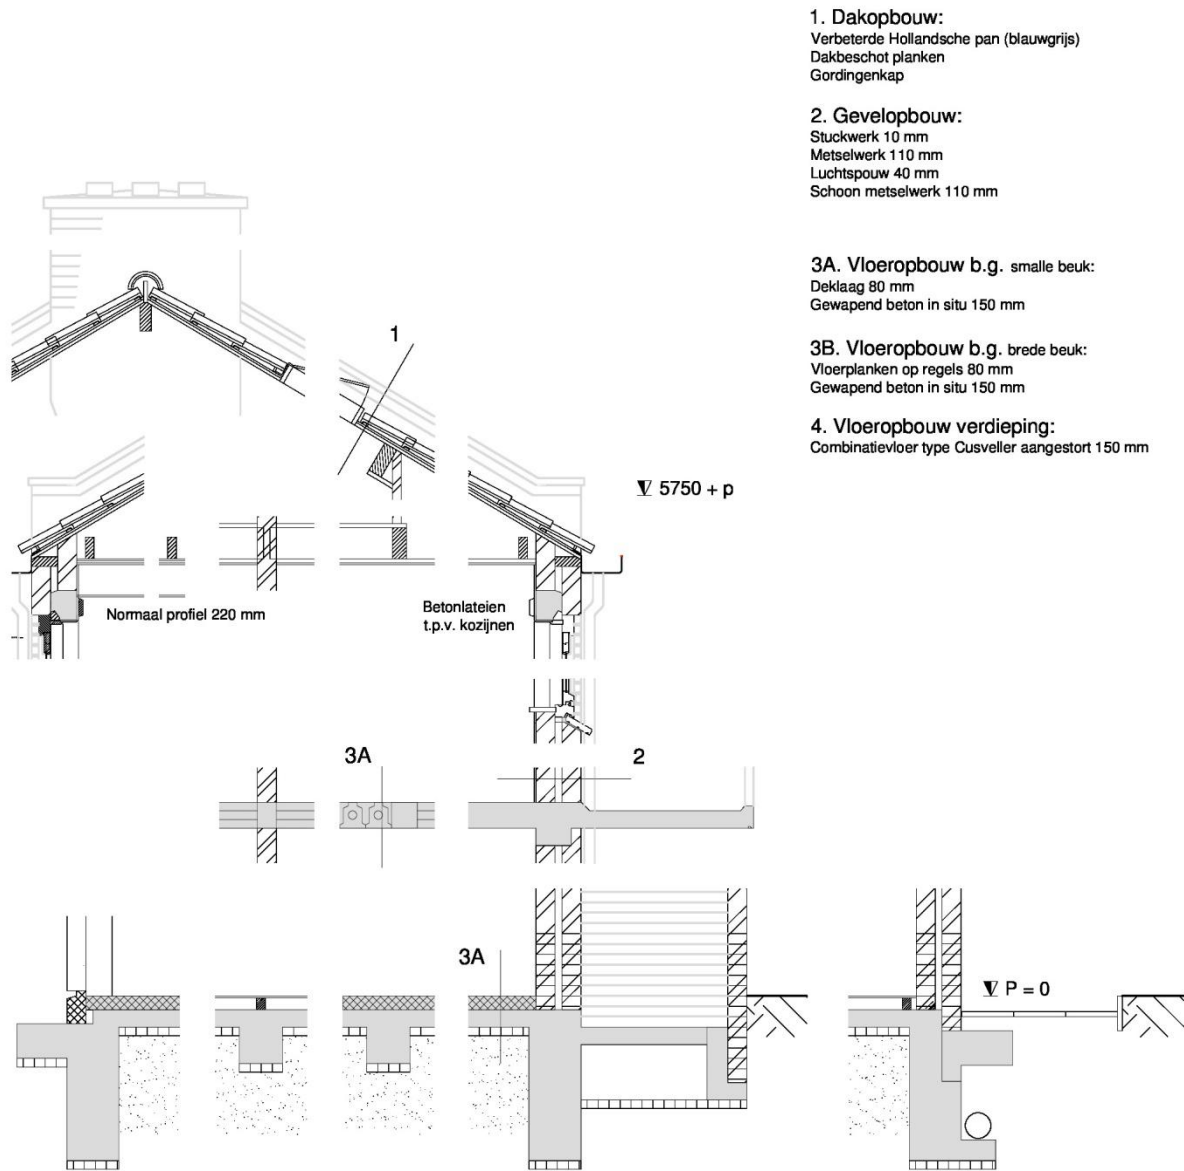 1. Dakopbouw:
Verbeterde Hollandsche pan (blauwgrijs)
Dakbeschot planken
Gordingenkap
2. Gevelopbouw:
Stuckwerk 10 mm
Metselwerk 110 mm
Luchtspouw 40 mm
Schoon metselwerk 110 mm
3A. Vloeropbouw b.g. smalle beuk:
Deklaag 80 mm
Gewapend beton in situ 150 mm
3B. Vloeropbouw b.g. brede beuk:
Vloerplanken op regels 80 mm
Gewapend beton in situ 150 mm
4. Vloeropbouw verdieping:
Combinatievloer type Cusveller aangestort 150 mm
1
5750 + p
Normaal profiel 220 mm
Betonlateien
t.p.v. kozijnen
3A
2
3A
P = 0